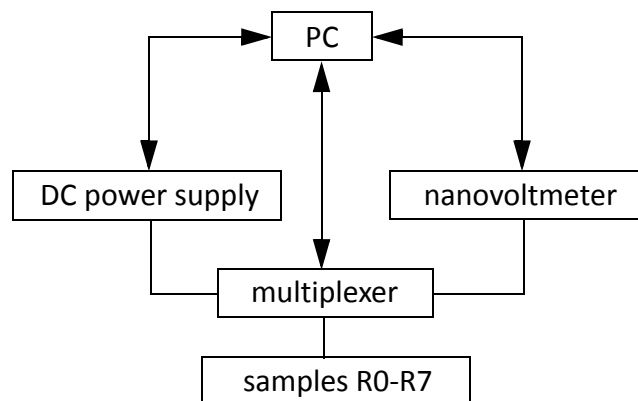 PC
DC power supply
nanovoltmeter
multiplexer
samples R0-R7